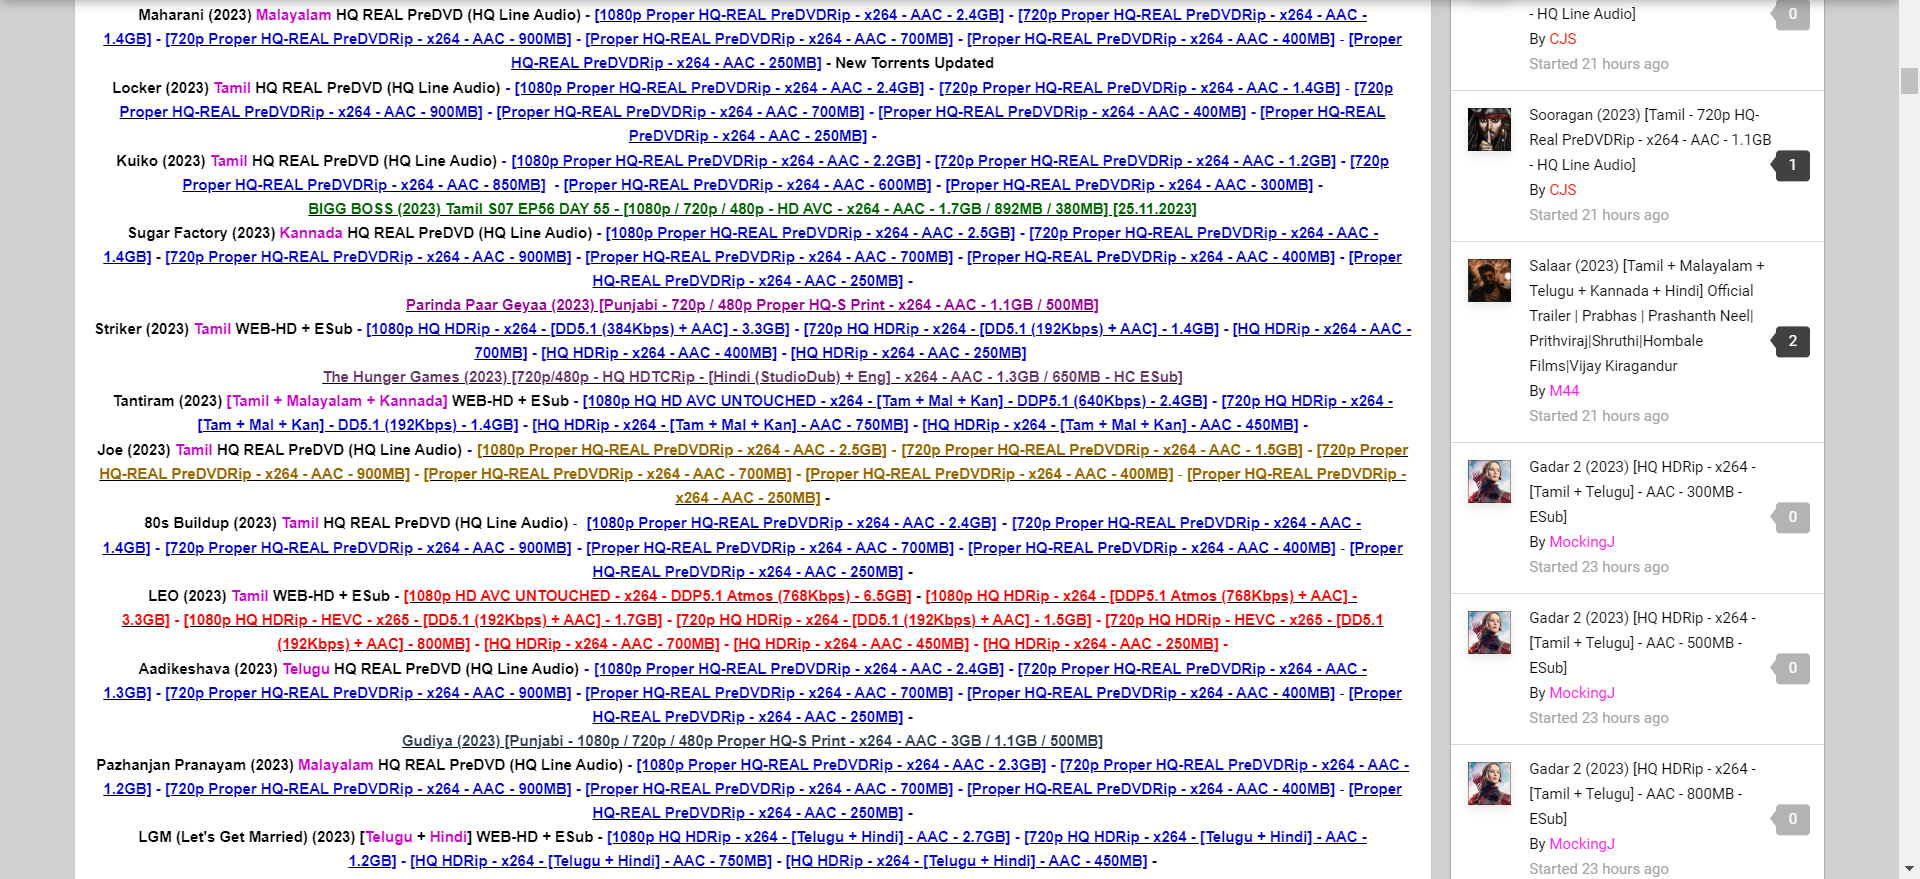 Maharani (2023) Malayalam HQ REAL PreDVD (HQ Line Audio) - [1080p Proper HQ-REAL PreDVDRip - x264 - AAC - 2.4GB] - [720p Proper HQ-REAL PreDVDRip - x264 - AAC -
1.4GB] - [720p Proper HQ-REAL PreDVDRip - x264 - AAC - 900MB] - [Proper HQ-REAL PreDVDRip - x264 - AAC - 700MB] - [Proper HQ-REAL PreDVDRip - x264 - AAC - 400MB] - [Proper
HQ-REAL PreDVDRip - x264 - AAC - 250MB] - New Torrents Updated
Locker (2023) Tamil HQ REAL PreDVD (HQ Line Audio) - [1080p Proper HQ-REAL PreDVDRip - x264 - AAC - 2.4GB] - [720p Proper HQ-REAL PreDVDRip - x264 - AAC - 1.4GB] - [720p
Proper HQ-REAL PreDVDRip - x264 - AAC - 900MB] - [Proper HQ-REAL PreDVDRip - x264 - AAC - 700MB] - [Proper HQ-REAL PreDVDRip - x264 - AAC - 400MB] - [Proper HQ-REAL
PreDVDRip - x264 - AAC - 250MB] -
Kuiko (2023) Tamil HQ REAL PreDVD (HQ Line Audio) - [1080p Proper HQ-REAL PreDVDRip - x264 - AAC - 2.2GB] - [720p Proper HQ-REAL PreDVDRip - x264 - AAC - 1.2GB] - [720p
Proper HQ-REAL PreDVDRip - x264 - AAC - 850MB] - [Proper HQ-REAL PreDVDRip - x264 - AAC - 600MB] - [Proper HQ-REAL PreDVDRip - x264 - AAC - 300MB] -
BIGG BOSS (2023) Tamil S07 EP56 DAY 55 - [1080p / 720p / 480p - HD AVC - x264 - AAC - 1.7GB / 892MB / 380MB] [25.11.2023]
Sugar Factory (2023) Kannada HQ REAL PreDVD (HQ Line Audio) - [1080p Proper HQ-REAL PreDVDRip - x264 - AAC - 2.5GB] - [720p Proper HQ-REAL PreDVDRip - x264 - AAC -
1.4GB] - [720p Proper HQ-REAL PreDVDRip - x264 - AAC - 900MB] - [Proper HQ-REAL PreDVDRip - x264 - AAC - 700MB] - [Proper HQ-REAL PreDVDRip - x264 - AAC - 400MB] - [Proper
HQ-REAL PreDVDRip - x264 - AAC - 250MB] -
Parinda Paar Geyaa (2023) [Punjabi - 720p / 480p Proper HQ-S Print - x264 - AAC - 1.1GB / 500MB]
Striker (2023) Tamil WEB-HD + ESub - [1080p HQ HDRip - x264 - [DD5.1 (384Kbps) + AAC] - 3.3GB] - [720p HQ HDRip - x264 - [DD5.1 (192Kbps) + AAC] - 1.4GB] - [HQ HDRip - x264 - AAC -
700MB] - [HQ HDRip - x264 - AAC - 400MB] - [HQ HDRip - x264 - AAC - 250MB]
The Hunger Games (2023) [720p/480p - HQ HDTCRip - [Hindi (StudioDub) + Eng] - x264 - AAC - 1.3GB / 650MB - HC ESub]
Tantiram (2023) [Tamil + Malayalam + Kannada] WEB-HD + ESub - [1080p HQ HD AVC UNTOUCHED - x264 - [Tam + Mal + Kan] - DDP5.1 (640Kbps) - 2.4GB] - [720p HQ HDRip - x264 -
[Tam + Mal + Kan] - DD5.1 (192Kbps) - 1.4GB] - [HQ HDRip - x264 - [Tam + Mal + Kan] - AAC - 750MB] - [HQ HDRip - x264 - [Tam + Mal + Kan] - AAC - 450MB] -
Joe (2023) Tamil HQ REAL PreDVD (HQ Line Audio) - [1080p Proper HQ-REAL PreDVDRip - x264 - AAC - 2.5GB] - [720p Proper HQ-REAL PreDVDRip - x264 - AAC - 1.5GB] - [720p Proper
HQ-REAL PreDVDRip - x264 - AAC - 900MB] - [Proper HQ-REAL PreDVDRip - x264 - AAC - 700MB] - [Proper HQ-REAL PreDVDRip - x264 - AAC - 400MB] - [Proper HQ-REAL PreDVDRip -
x264 - AAC - 250MB] -
80s Buildup (2023) Tamil HQ REAL PreDVD (HQ Line Audio) - [1080p Proper HQ-REAL PreDVDRip - x264 - AAC - 2.4GB] - [720p Proper HQ-REAL PreDVDRip - x264 - AAC -
1.4GB] - [720p Proper HQ-REAL PreDVDRip - x264 - AAC - 900MB] - [Proper HQ-REAL PreDVDRip - x264 - AAC - 700MB] - [Proper HQ-REAL PreDVDRip - x264 - AAC - 400MB] - [Proper
HQ-REAL PreDVDRip - x264 - AAC - 250MB] -
LEO (2023) Tamil WEB-HD + ESub - [1080p HD AVC UNTOUCHED - x264 - DDP5.1 Atmos (768Kbps) - 6.5GB] - [1080p HQ HDRip - x264 - [DDP5.1 Atmos (768Kbps) + AAC] -
3.3GB] - [1080p HQ HDRip - HEVC - x265 - [DD5.1 (192Kbps) + AAC] - 1.7GB] - [720p HQ HDRip - x264 - [DD5.1 (192Kbps) + AAC] - 1.5GB] - [720p HQ HDRip - HEVC - x265 - [DD5.1
(192Kbps) + AAC] - 800MB] - [HQ HDRip - x264 - AAC - 700MB] - [HQ HDRip - x264 - AAC - 450MB] - [HQ HDRip - x264 - AAC - 250MB] -
Aadikeshava (2023) Telugu HQ REAL PreDVD (HQ Line Audio) - [1080p Proper HQ-REAL PreDVDRip - x264 - AAC - 2.4GB] - [720p Proper HQ-REAL PreDVDRip - x264 - AAC -
1.3GB] - [720p Proper HQ-REAL PreDVDRip - x264 - AAC - 900MB] - [Proper HQ-REAL PreDVDRip - x264 - AAC - 700MB] - [Proper HQ-REAL PreDVDRip - x264 - AAC - 400MB] - [Proper
HQ-REAL PreDVDRip - x264 - AAC - 250MB] -
Gudiya (2023) [Punjabi - 1080p / 720p / 480p Proper HQ-S Print - x264 - AAC - 3GB / 1.1GB / 500MB]
Pazhanjan Pranayam (2023) Malayalam HQ REAL PreDVD (HQ Line Audio) - [1080p Proper HQ-REAL PreDVDRip - x264 - AAC - 2.3GB] - [720p Proper HQ-REAL PreDVDRip - x264 - AAC -
1.2GB] - [720p Proper HQ-REAL PreDVDRip - x264 - AAC - 900MB] - [Proper HQ-REAL PreDVDRip - x264 - AAC - 700MB] - [Proper HQ-REAL PreDVDRip - x264 - AAC - 400MB] - [Proper
HQ-REAL PreDVDRip - x264 - AAC - 250MB] -
LGM (Let's Get Married) (2023) [Telugu + Hindi] WEB-HD + ESub - [1080p HQ HDRip - x264 - [Telugu + Hindi] - AAC - 2.7GB] - [720p HQ HDRip - x264 - [Telugu + Hindi] - AAC -
1.2GB] - [HQ HDRip - x264 - [Telugu + Hindi] - AAC - 750MB] - [HQ HDRip - x264 - [Telugu + Hindi] - AAC - 450MB] -
- HQ Line Audio]
0
By CJS
Started 21 hours ago
Sooragan (2023) [Tamil - 720p HQ-
Real PreDVDRip - x264 - AAC - 1.1GB
- HQ Line Audio]
1
By CJS
Started 21 hours ago
Salaar (2023) [Tamil + Malayalam +
Telugu + Kannada + Hindi] Official
Trailer | Prabhas | Prashanth Neel|
Prithviraj|Shruthi|Hombale
2
Films|Vijay Kiragandur
By M44
Started 21 hours ago
Gadar 2 (2023) [HQ HDRip - x264 -
[Tamil + Telugu] - AAC - 300MB -
ESub]
0
By MockingJ
Started 23 hours ago
Gadar 2 (2023) [HQ HDRip - x264 -
[Tamil + Telugu] - AAC - 500MB -
ESub]
0
By MockingJ
Started 23 hours ago
Gadar 2 (2023) [HQ HDRip - x264 -
[Tamil + Telugu] - AAC - 800MB -
ESub]
0
By MockingJ
Started 23 hours ago